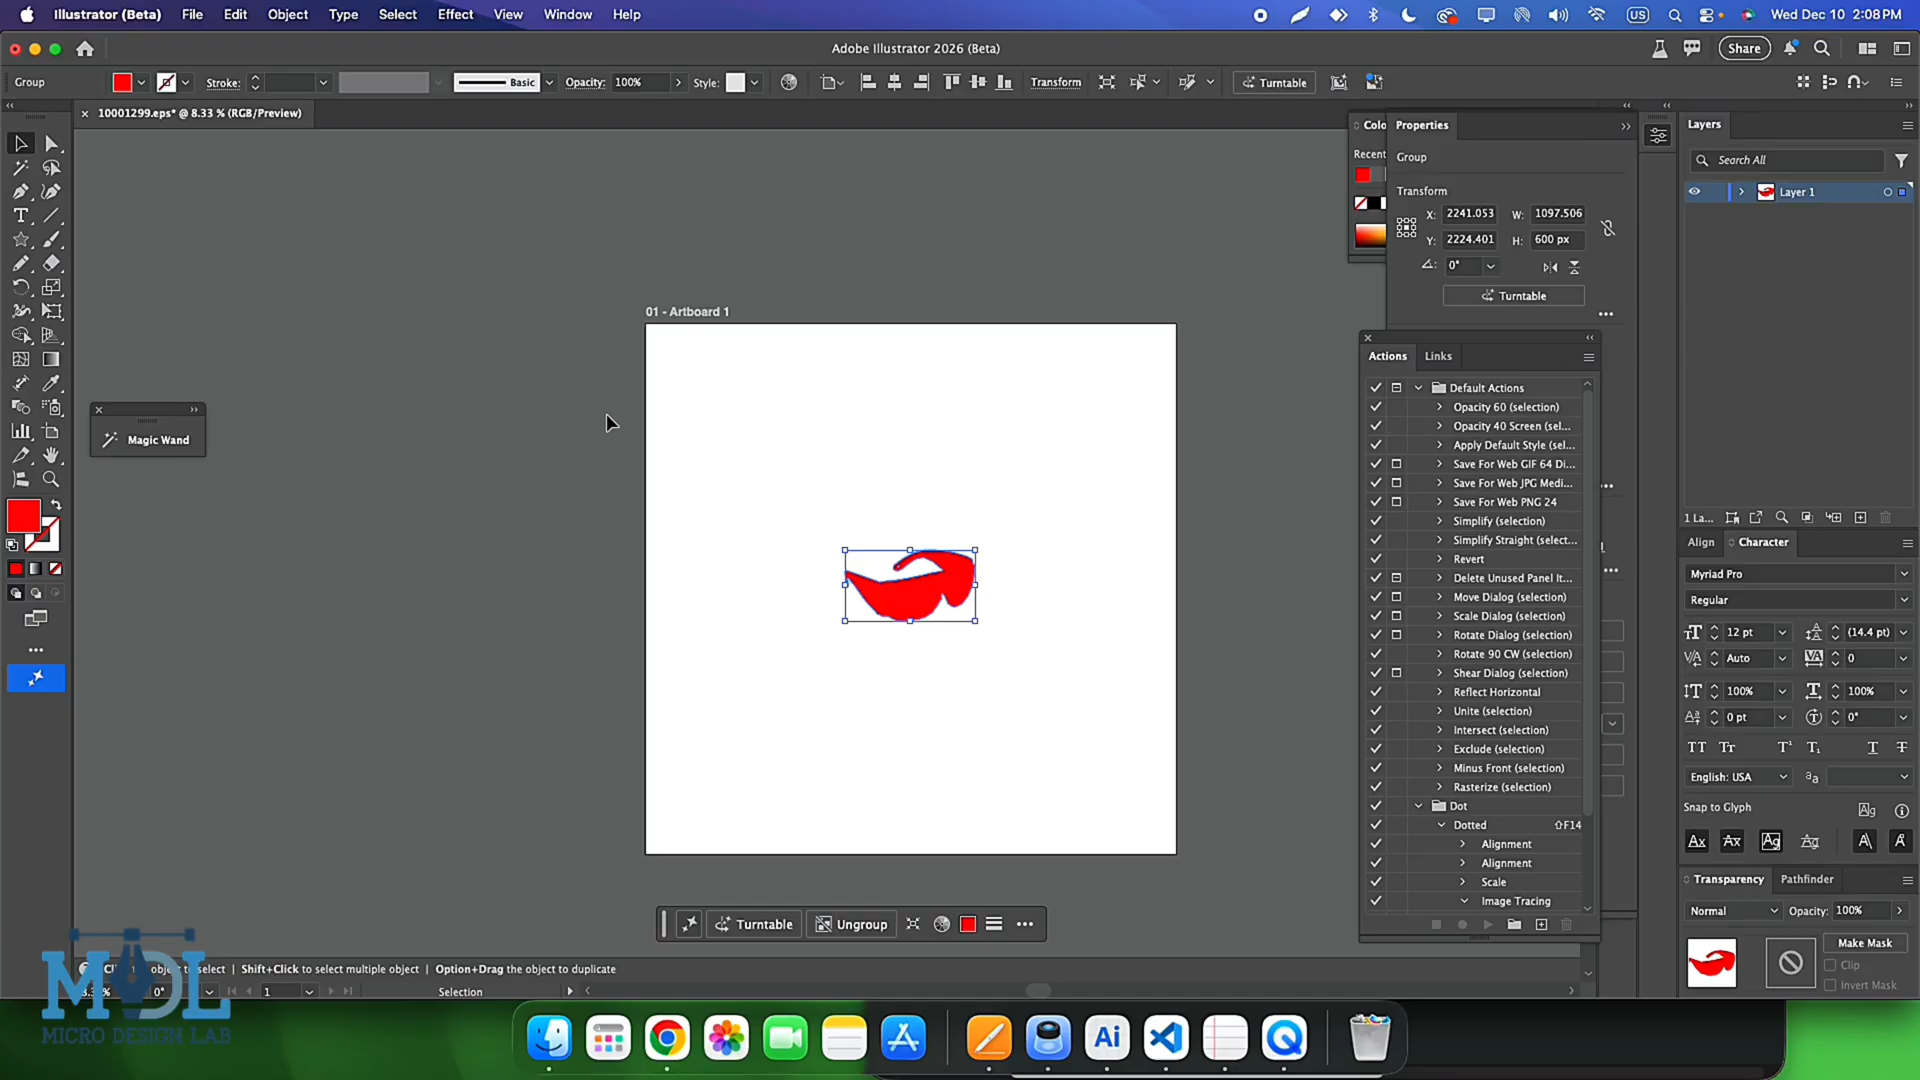 Illustrator (Beta) File Edit Object Type Select Effect View Window Help US Wed Dec 10 2:08 PM
Adobe Illustrator 2026 (Beta) Share
Group Stroke: Basic Opacity: 100% Style: Transform Turntable
10001299.eps* @ 8.33 % (RGB/Preview)
01 - Artboard 1
Magic Wand
Turntable Ungroup
Shift+Click to select multiple object | Option+Drag the object to duplicate
0° 1 Selection
MDL
MICRO DESIGN LAB
Colo
Recent
Properties
Group
Transform
X: 2241.053 W: 1097.506
Y: 2224.401 H: 600 px
0°
Turntable
Actions Links
Default Actions
Opacity 60 (selection)
Opacity 40 Screen (sel...
Apply Default Style (sel...
Save For Web GIF 64 Di...
Save For Web JPG Medi...
Save For Web PNG 24
Simplify (selection)
Simplify Straight (select...
Revert
Delete Unused Panel It...
Move Dialog (selection)
Scale Dialog (selection)
Rotate Dialog (selection)
Rotate 90 CW (selection)
Shear Dialog (selection)
Reflect Horizontal
Unite (selection)
Intersect (selection)
Exclude (selection)
Minus Front (selection)
Rasterize (selection)
Dot
Dotted ⇧F14
Alignment
Alignment
Scale
Image Tracing
Layers
Search All
Layer 1
1 La...
Align Character
Myriad Pro
Regular
12 pt (14.4 pt)
Auto 0
100% 100%
0 pt 0°
English: USA
Snap to Glyph
Transparency Pathfinder
Normal Opacity: 100%
Make Mask
Clip
Invert Mask
Ai